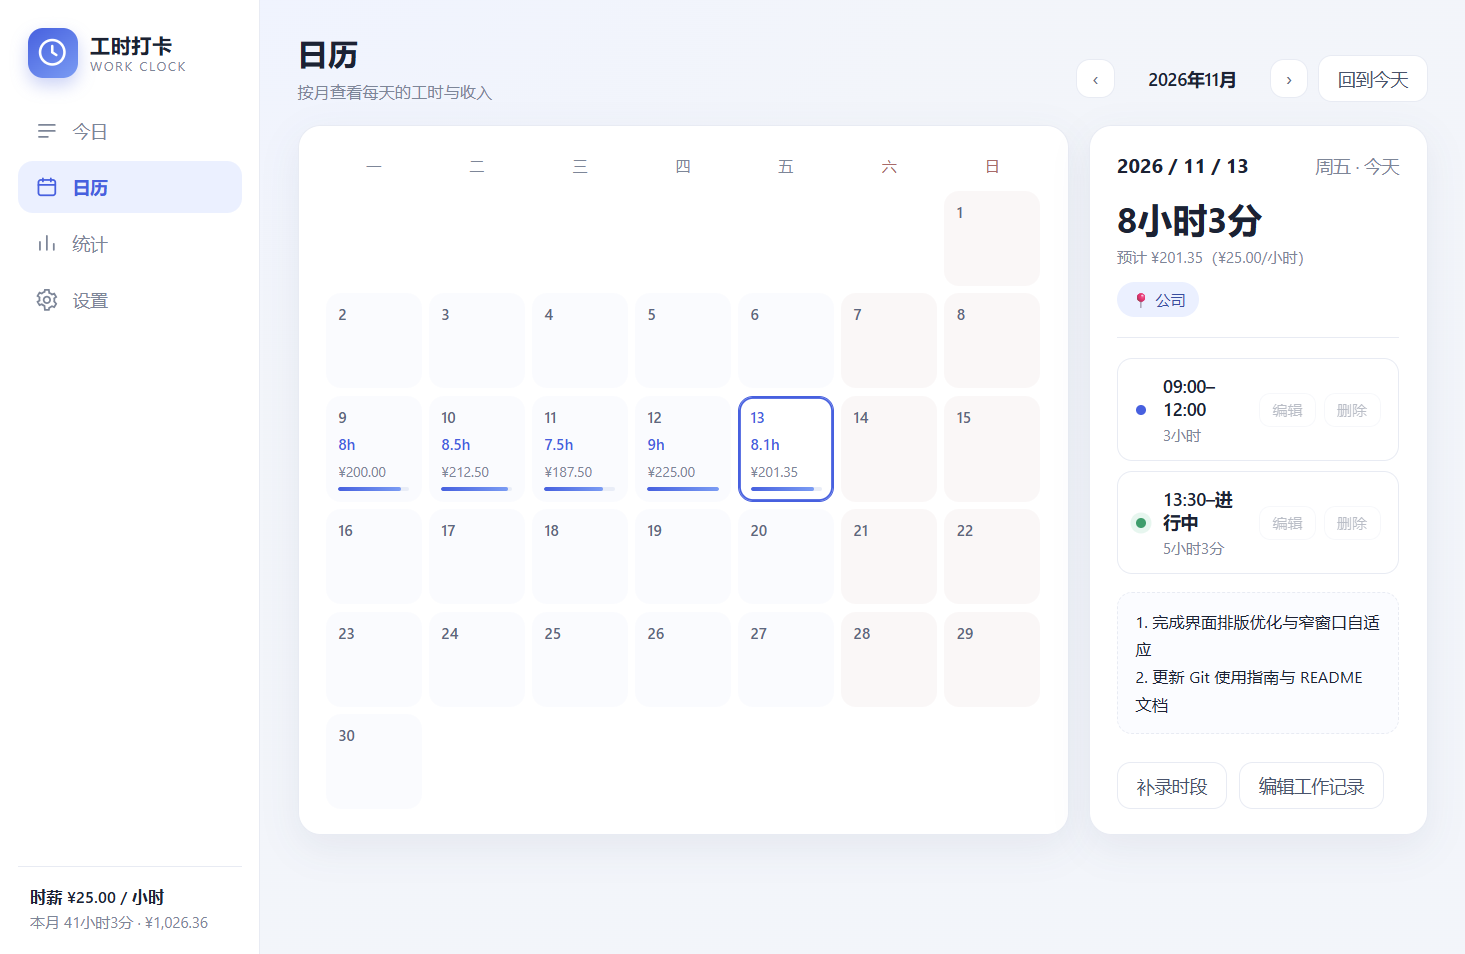 工时打卡
WORK CLOCK
今日
日历
统计
设置
时薪 ¥25.00 / 小时
本月 41小时3分 · ¥1,026.36
日历
按月查看每天的工时与收入
‹ 2026年11月 › 回到今天
一 二 三 四 五 六 日
1
2 3 4 5 6 7 8
9 10 11 12 13 14 15
8h 8.5h 7.5h 9h 8.1h
¥200.00 ¥212.50 ¥187.50 ¥225.00 ¥201.35
16 17 18 19 20 21 22
23 24 25 26 27 28 29
30
2026 / 11 / 13 周五 · 今天
8小时3分
预计 ¥201.35（¥25.00/小时）
公司
09:00–
12:00
3小时
编辑 删除
13:30–进
行中
5小时3分
编辑 删除
1. 完成界面排版优化与窄窗口自适
应
2. 更新 Git 使用指南与 README
文档
补录时段 编辑工作记录